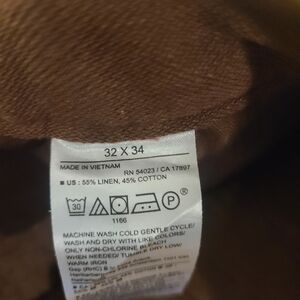 32 X 34
MADE IN VIETNAM
RN 54023 / CA 17897
■ US : 55% LINEN, 45% COTTON
30
P
1166
MACHINE WASH COLD GENTLE CYCLE/
WASH AND DRY WITH LIKE COLORS/
ONLY NON-CHLORINE BLEACH
WHEN NEEDED/ TUMBLE DRY LOW/
WARM IRON
Gap (RHC) B